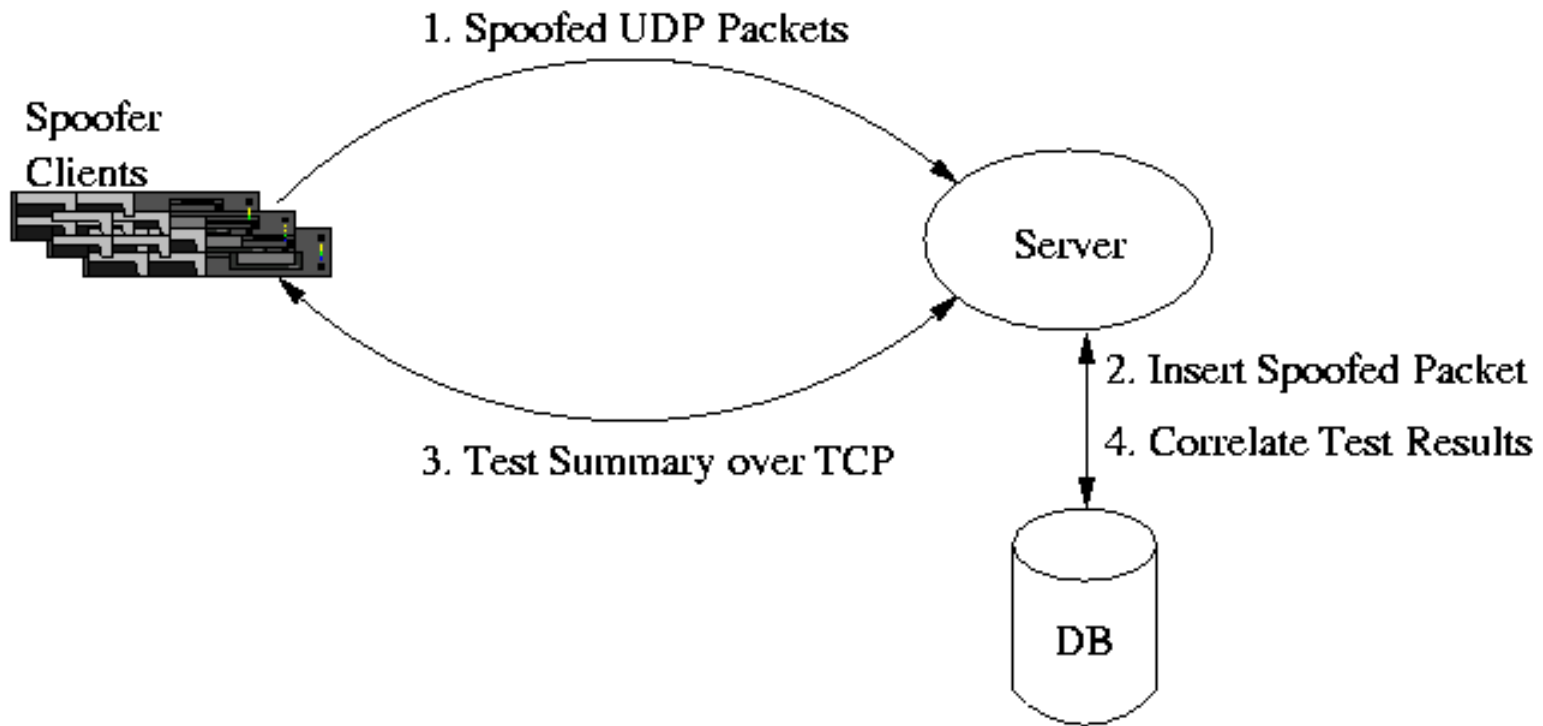 1. Spoofed UDP Packets
Spoofer
Clients
Server
2. Insert Spoofed Packet
4. Correlate Test Results
3. Test Summary over TCP
DB